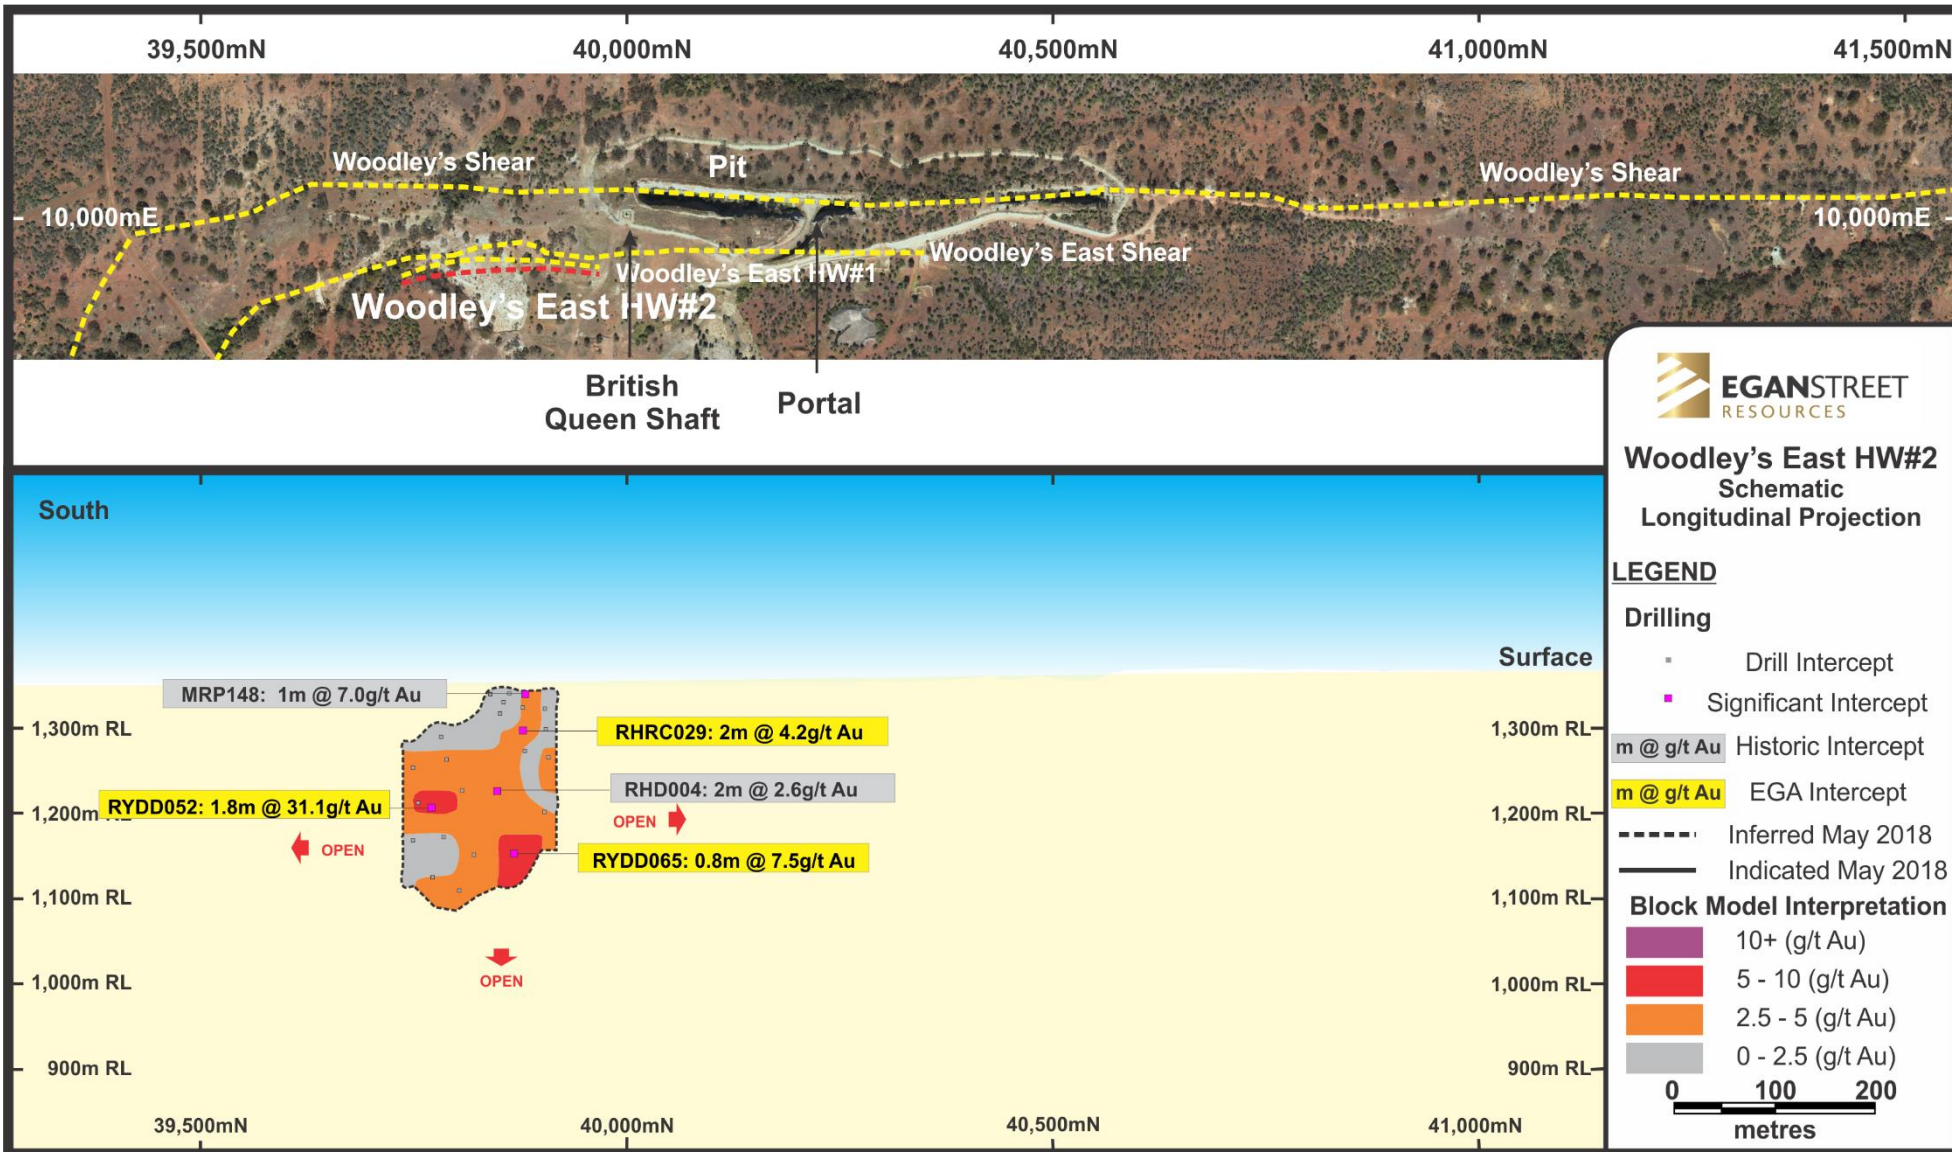 39,500mN 40,000mN 40,500mN 41,000mN 41,500mN
Woodley's Shear
Pit
Woodley's Shear
10,000mE
10,000mE
Woodley's East Shear
Woodley's East HW#1
Woodley's East HW#2
British
Queen Shaft
Portal
EGANSTREET
RESOURCES
Woodley's East HW#2
Schematic
Longitudinal Projection
LEGEND
Drilling
Drill Intercept
Significant Intercept
m @ g/t Au Historic Intercept
m @ g/t Au EGA Intercept
Inferred May 2018
Indicated May 2018
Block Model Interpretation
10+ (g/t Au)
5 - 10 (g/t Au)
2.5 - 5 (g/t Au)
0 - 2.5 (g/t Au)
0 100 200
metres
South
Surface
MRP148: 1m @ 7.0g/t Au
1,300m RL
RHRC029: 2m @ 4.2g/t Au
1,300m RL
RHD004: 2m @ 2.6g/t Au
RYDD052: 1.8m @ 31.1g/t Au
1,200m RL
OPEN
1,200m RL
OPEN
RYDD065: 0.8m @ 7.5g/t Au
1,100m RL
1,100m RL
OPEN
1,000m RL
1,000m RL
900m RL
900m RL
39,500mN 40,000mN 40,500mN 41,000mN